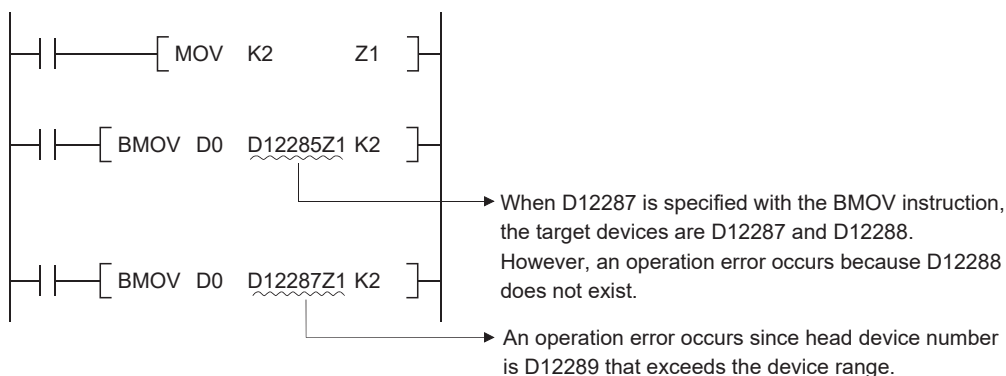 MOV K2 Z1
BMOV D0 D12285Z1 K2
When D12287 is specified with the BMOV instruction,
the target devices are D12287 and D12288.
However, an operation error occurs because D12288
does not exist.
BMOV D0 D12287Z1 K2
An operation error occurs since head device number
is D12289 that exceeds the device range.